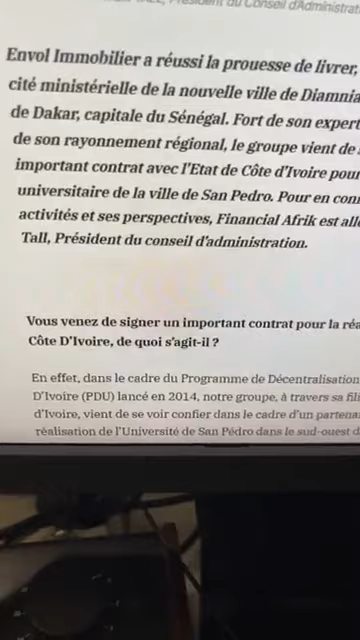 Président du Conseil d'Administrat
Envol Immobilier a réussi la prouesse de livrer,
cité ministérielle de la nouvelle ville de Diamnia
de Dakar, capitale du Sénégal. Fort de son expert
de son rayonnement régional, le groupe vient de
important contrat avec l'Etat de Côte d'Ivoire pour
universitaire de la ville de San Pedro. Pour en con
activités et ses perspectives, Financial Afrik est allé
Tall, Président du conseil d'administration.
Vous venez de signer un important contrat pour la réa
Côte D'Ivoire, de quoi s'agit-il ?
En effet, dans le cadre du Programme de Décentralisation
D'Ivoire (PDU) lancé en 2014, notre groupe, à travers sa fili
d'Ivoire, vient de se voir confier dans le cadre d'un partena
réalisation de l'Université de San Pédro dans le sud-ouest d